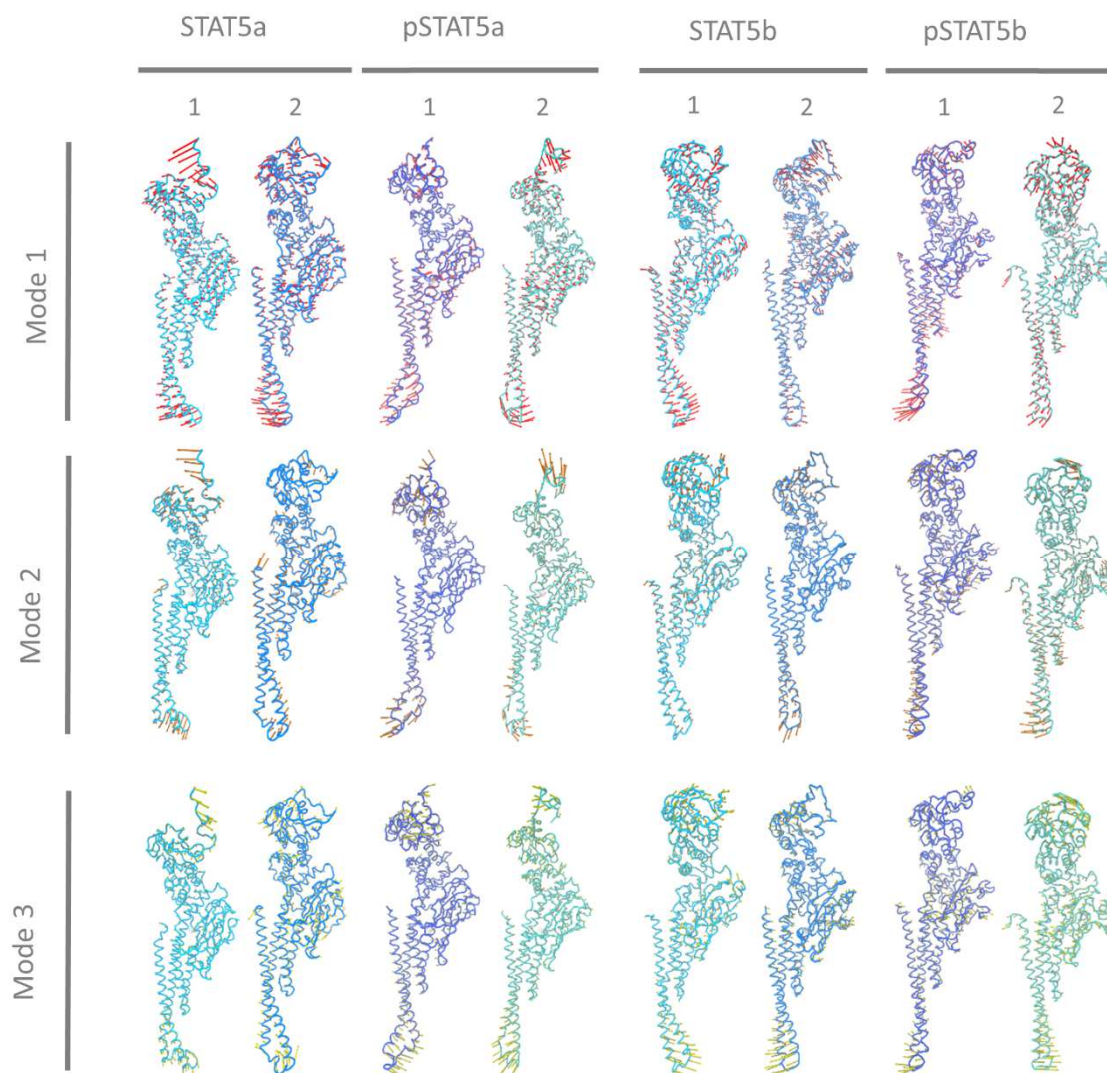 STAT5a pSTAT5a STAT5b pSTAT5b
1 2 1 2 1 2 1 2
Mode 1
Mode 2
Mode 3